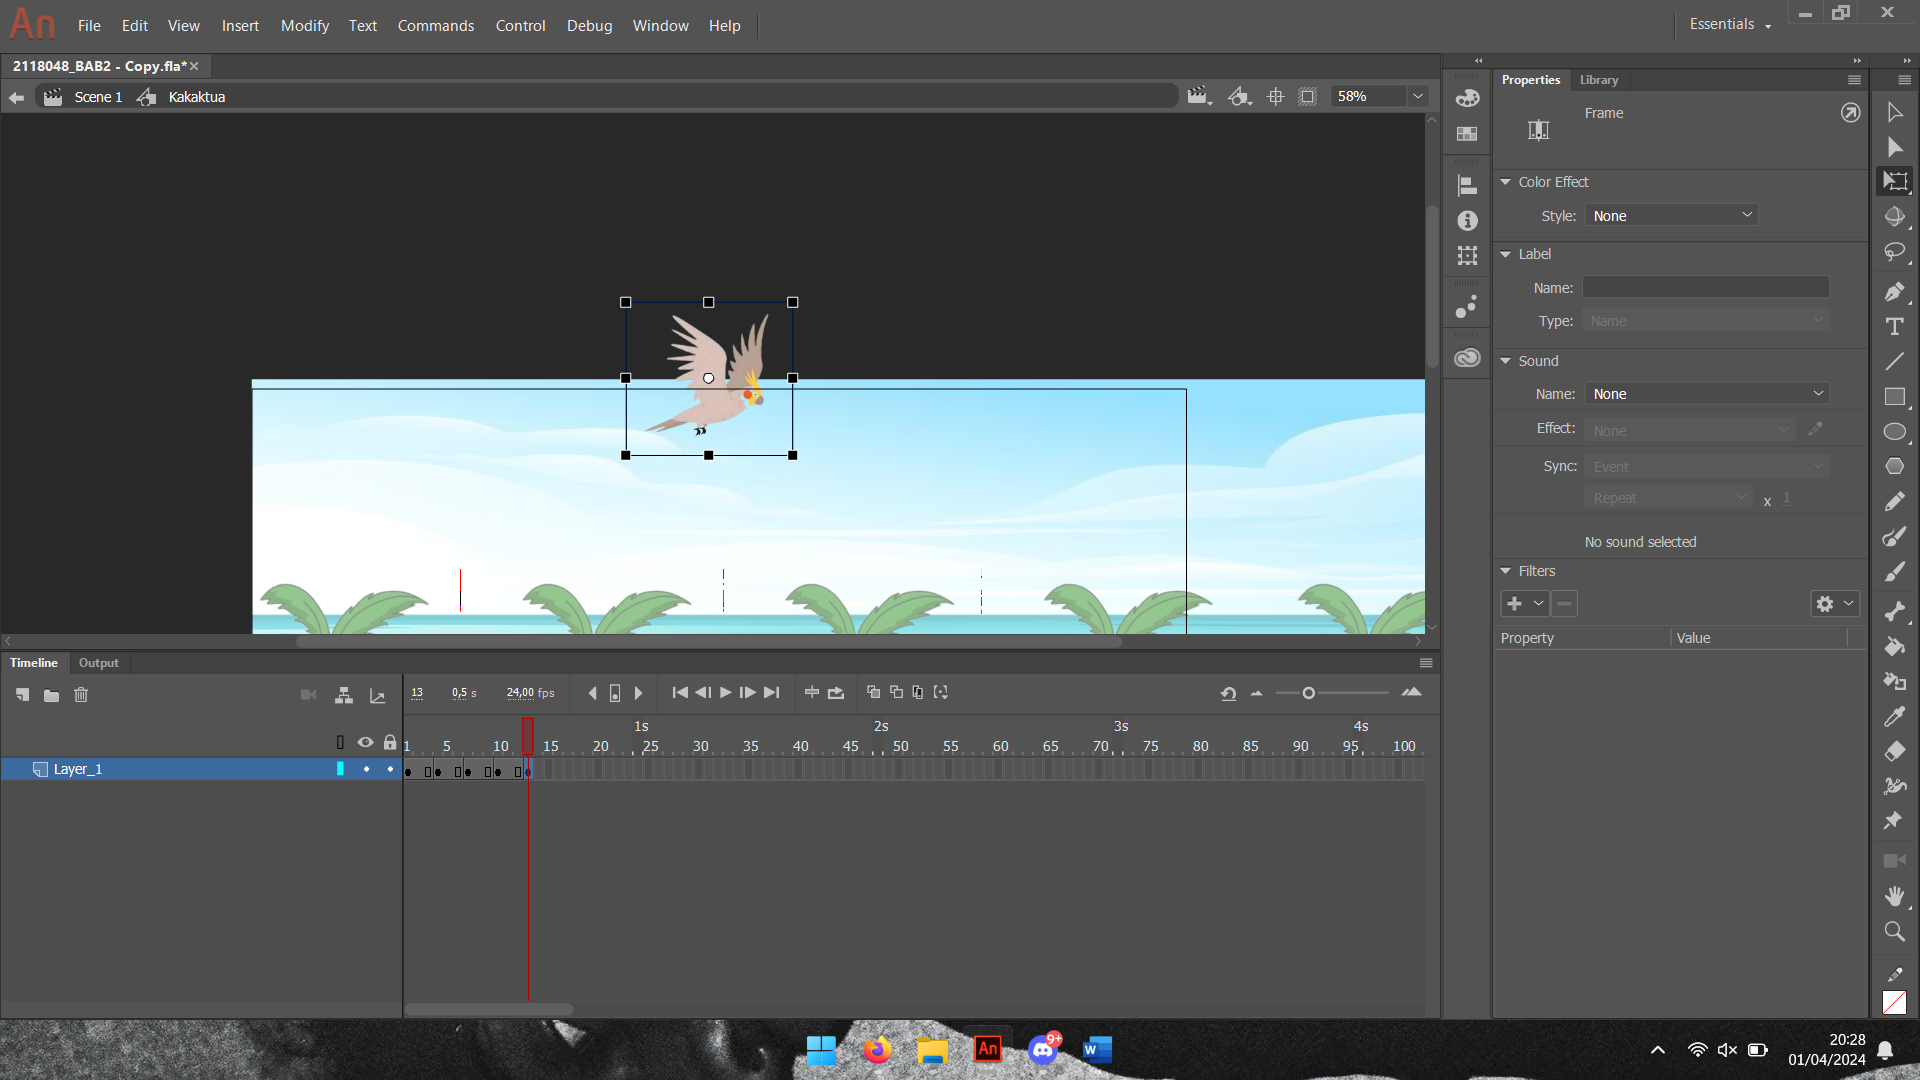 An File Edit View Insert Modify Text Commands Control Debug Window Help Essentials
2118048_BAB2 - Copy.fla*
Scene 1 Kakaktua 58%
Properties Library
Frame
Color Effect
Style: None
Label
Name:
Type: Name
Sound
Name: None
Effect: None
Sync: Event
Repeat x 1
No sound selected
Filters
Property Value
Timeline Output
13 0,5 s 24,00 fps
1s 2s 3s 4s
1 5 10 15 20 25 30 35 40 45 50 55 60 65 70 75 80 85 90 95 100
Layer_1
An 9+ W
20:28
01/04/2024